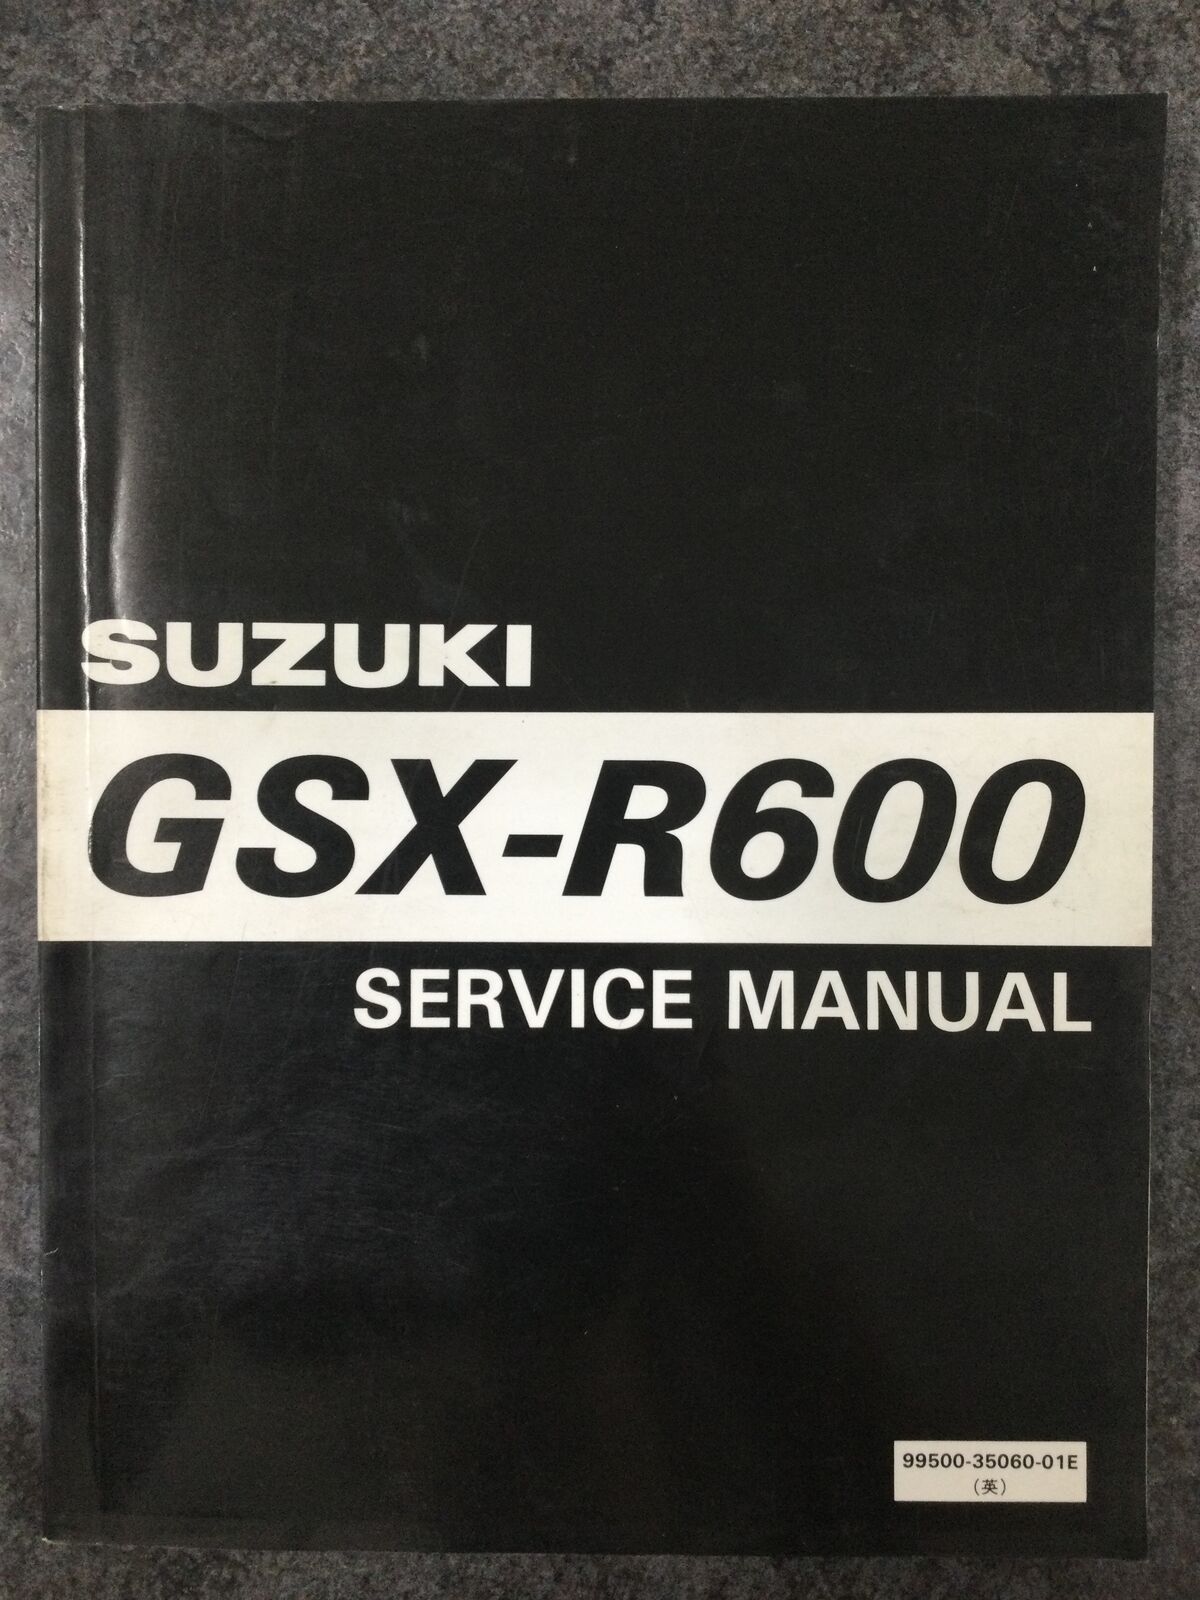 SUZUKI
GSX-R600
SERVICE MANUAL
99500-35060-01E
(英)